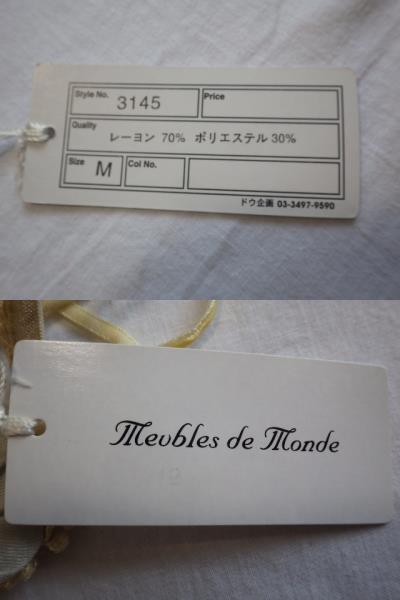 Style No. 3145 Price
Quality
レーヨン 70% ポリエステル 30%
Size M Col No.
ドウ企画 03-3497-9590
Meubles de Monde